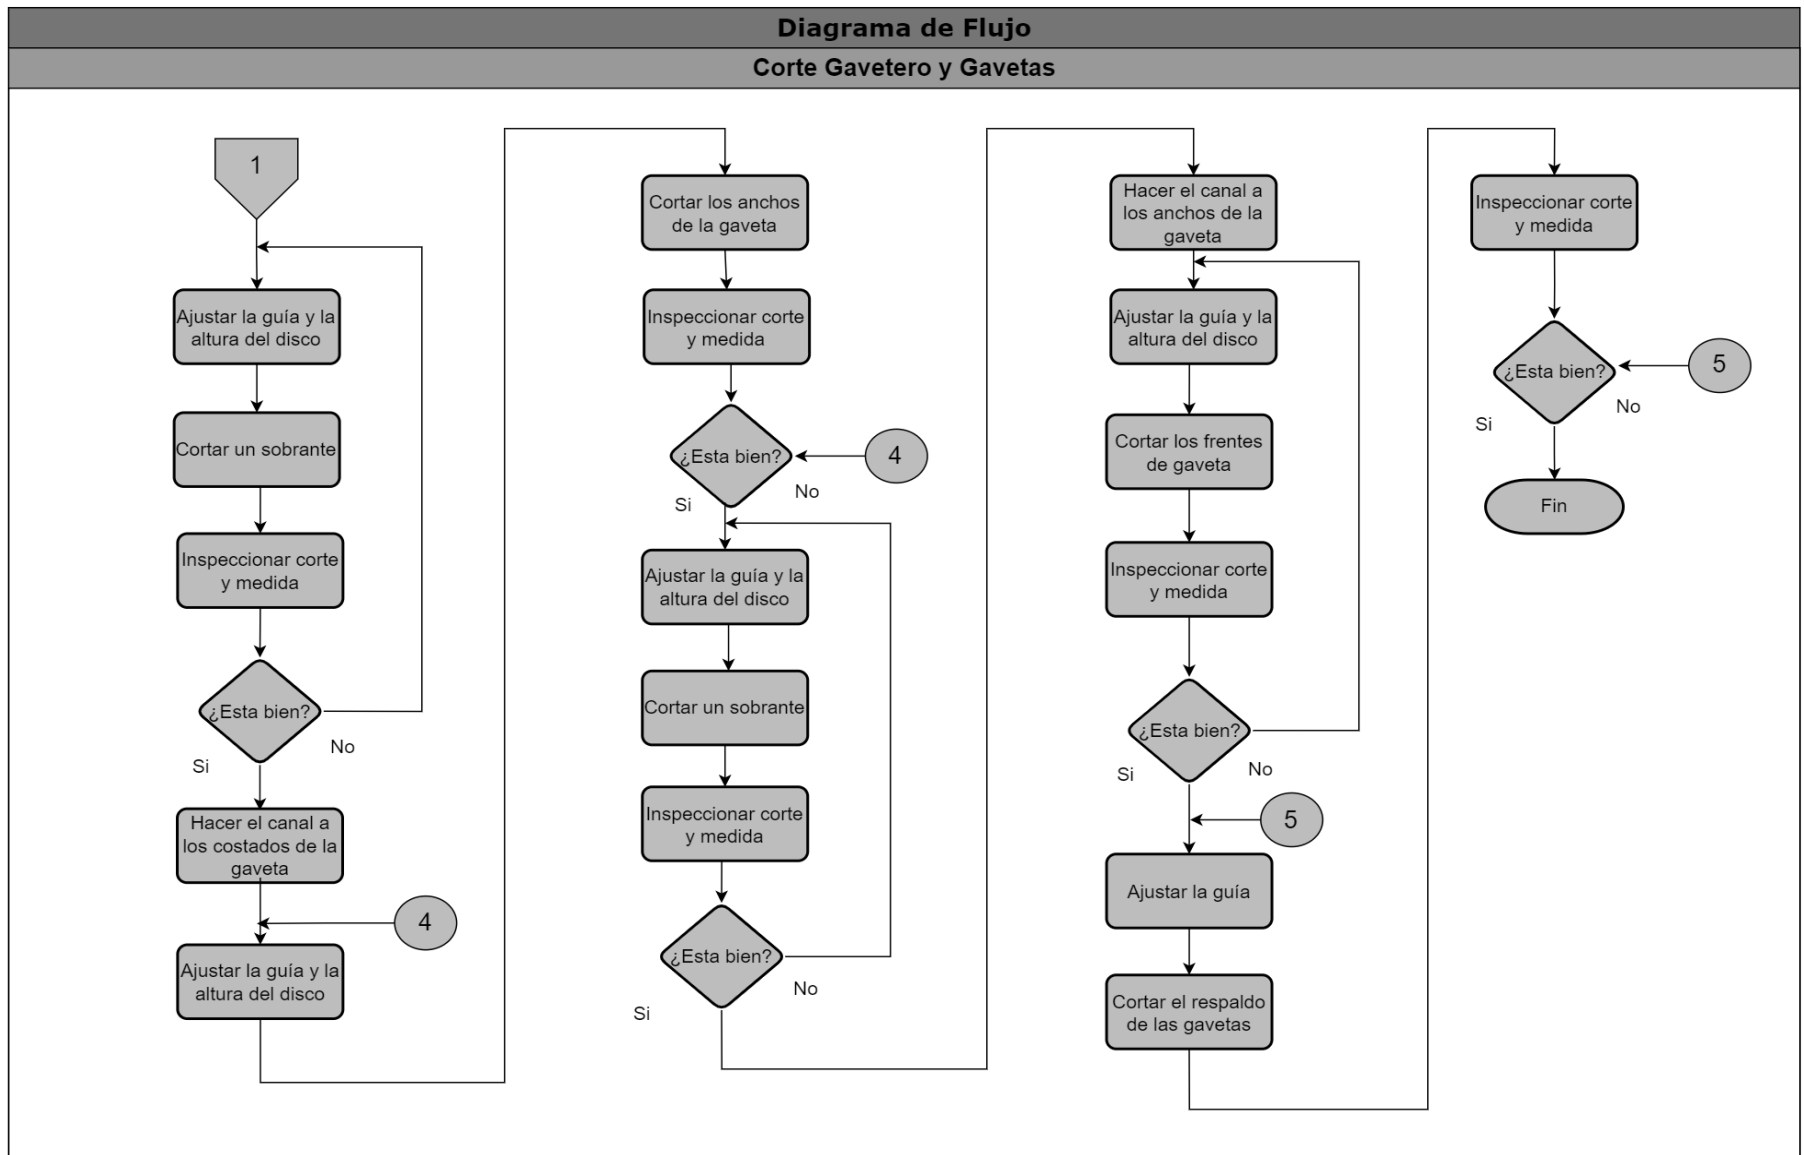 Diagrama de Flujo
Corte Gavetero y Gavetas
1
Ajustar la guía y la
altura del disco
Cortar un sobrante
Inspeccionar corte
y medida
¿Esta bien?
No
Si
Hacer el canal a
los costados de la
gaveta
4
Ajustar la guía y la
altura del disco
Cortar los anchos
de la gaveta
Inspeccionar corte
y medida
¿Esta bien?
4
No
Si
Ajustar la guía y la
altura del disco
Cortar un sobrante
Inspeccionar corte
y medida
¿Esta bien?
No
Si
Hacer el canal a
los anchos de la
gaveta
Ajustar la guía y la
altura del disco
Cortar los frentes
de gaveta
Inspeccionar corte
y medida
¿Esta bien?
No
Si
5
Ajustar la guía
Cortar el respaldo
de las gavetas
Inspeccionar corte
y medida
¿Esta bien?
5
No
Si
Fin